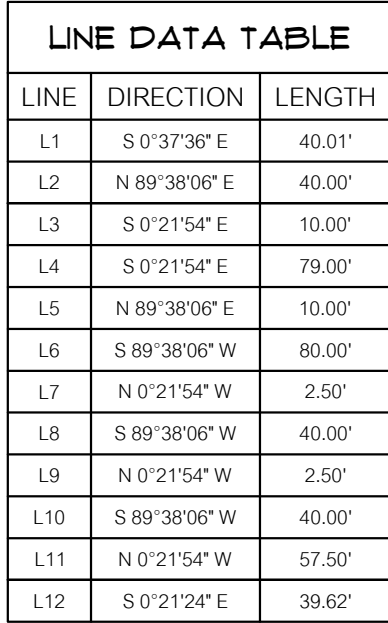 LINE DATA TABLE
LINE DIRECTION LENGTH
L1 S 0°37'36" E 40.01'
L2 N 89°38'06" E 40.00'
L3 S 0°21'54" E 10.00'
L4 S 0°21'54" E 79.00'
L5 N 89°38'06" E 10.00'
L6 S 89°38'06" W 80.00'
L7 N 0°21'54" W 2.50'
L8 S 89°38'06" W 40.00'
L9 N 0°21'54" W 2.50'
L10 S 89°38'06" W 40.00'
L11 N 0°21'54" W 57.50'
L12 S 0°21'24" E 39.62'